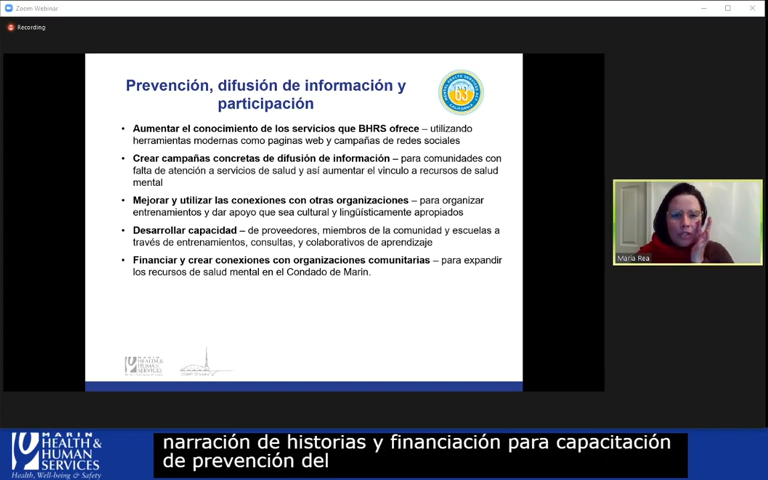 Zoom Webinar
Recording
Prevención, difusión de información y
participación
63
• Aumentar el conocimiento de los servicios que BHRS ofrece – utilizando
herramientas modernas como paginas web y campañas de redes sociales
• Crear campañas concretas de difusión de información – para comunidades con
falta de atención a servicios de salud y así aumentar el vinculo a recursos de salud
mental
• Mejorar y utilizar las conexiones con otras organizaciones – para organizar
entrenamientos y dar apoyo que sea cultural y lingüísticamente apropiados
• Desarrollar capacidad – de proveedores, miembros de la comunidad y escuelas a
través de entrenamientos, consultas, y colaborativos de aprendizaje
• Financiar y crear conexiones con organizaciones comunitarias – para expandir
los recursos de salud mental en el Condado de Marin.
Maria Rea
MARIN
HEALTH &
HUMAN
SERVICES
MARIN
HEALTH &
HUMAN
SERVICES
Health, Well-being & Safety
narración de historias y financiación para capacitación
de prevención del